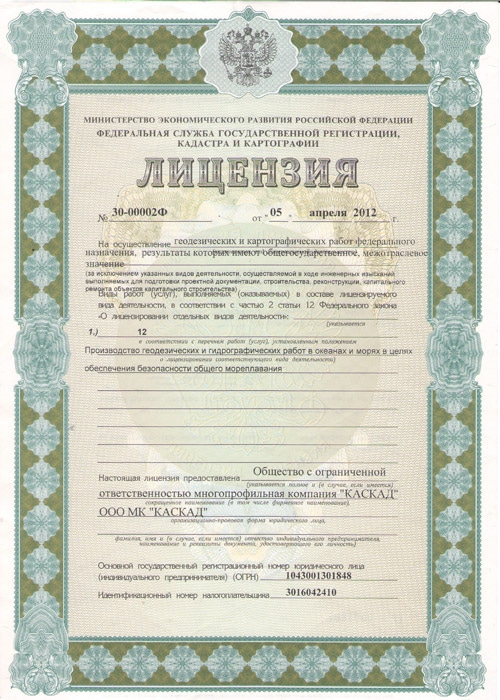 МИНИСТЕРСТВО ЭКОНОМИЧЕСКОГО РАЗВИТИЯ РОССИЙСКОЙ ФЕДЕРАЦИИ
ФЕДЕРАЛЬНАЯ СЛУЖБА ГОСУДАРСТВЕННОЙ РЕГИСТРАЦИИ,
КАДАСТРА И КАРТОГРАФИИ
ЛИЦЕНЗИЯ
№ 30-00002Ф от "05 апреля 2012 г.
На осуществление геодезических и картографических работ федерального
назначения, результаты которых имеют общегосударственное, межотраслевое
значение
(за исключением указанных видов деятельности, осуществляемой в ходе инженерных изысканий
выполняемых для подготовки проектной документации, строительства, реконструкции, капитального
ремонта объектов капитального строительства)
Виды работ (услуг), выполняемых (оказываемых) в составе лицензируемого
вида деятельности, в соответствии с частью 2 статьи 12 Федерального закона
«О лицензировании отдельных видов деятельности:
(указывается
1.) 12
в соответствии с перечнем работ (услуг), установленным положением
Производство геодезических и гидрографических работ в океанах и морях в целях
о лицензировании соответствующего вида деятельности)
обеспечения безопасности общего мореплавания
Настоящая лицензия предоставлена Общество с ограниченной
(указывается полное и (в случае, если имеется)
ответственностью многопрофильная компания "КАСКАД"
сокращенное наименование (в том числе фирменное наименование),
ООО МК "КАСКАД"
организационно-правовая форма юридического лица,
фамилия, имя и (в случае, если имеется) отчество индивидуального предпринимателя,
наименование и реквизиты документа, удостоверяющего его личность)
Основной государственный регистрационный номер юридического лица
(индивидуального предпринимателя) (ОГРН) 1043001301848
Идентификационный номер налогоплательщика 3016042410